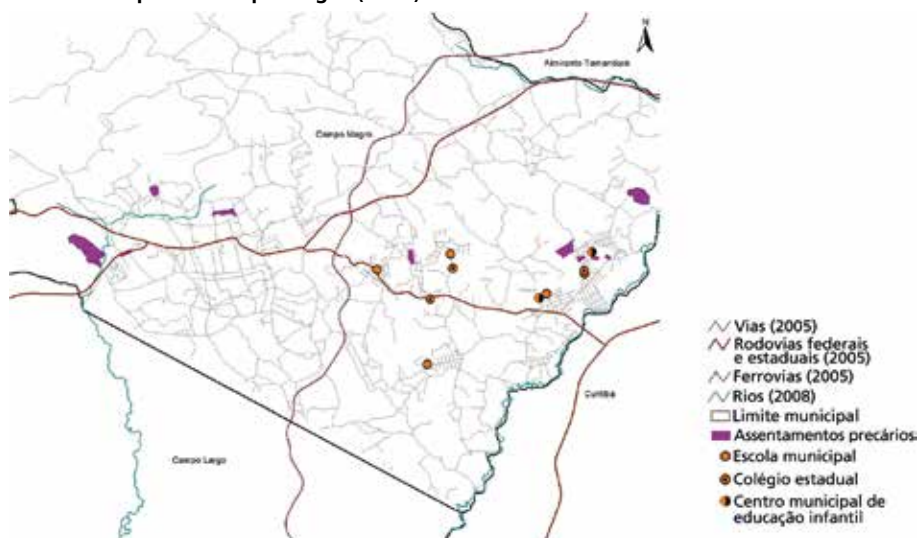 N
Almirante Tamandaré
Campo Magro
Curitiba
Campo Largo
Vias (2005)
Rodovias federais
e estaduais (2005)
Ferrovias (2005)
Rios (2008)
Limite municipal
Assentamentos precários
Escola municipal
Colégio estadual
Centro municipal de
educação infantil